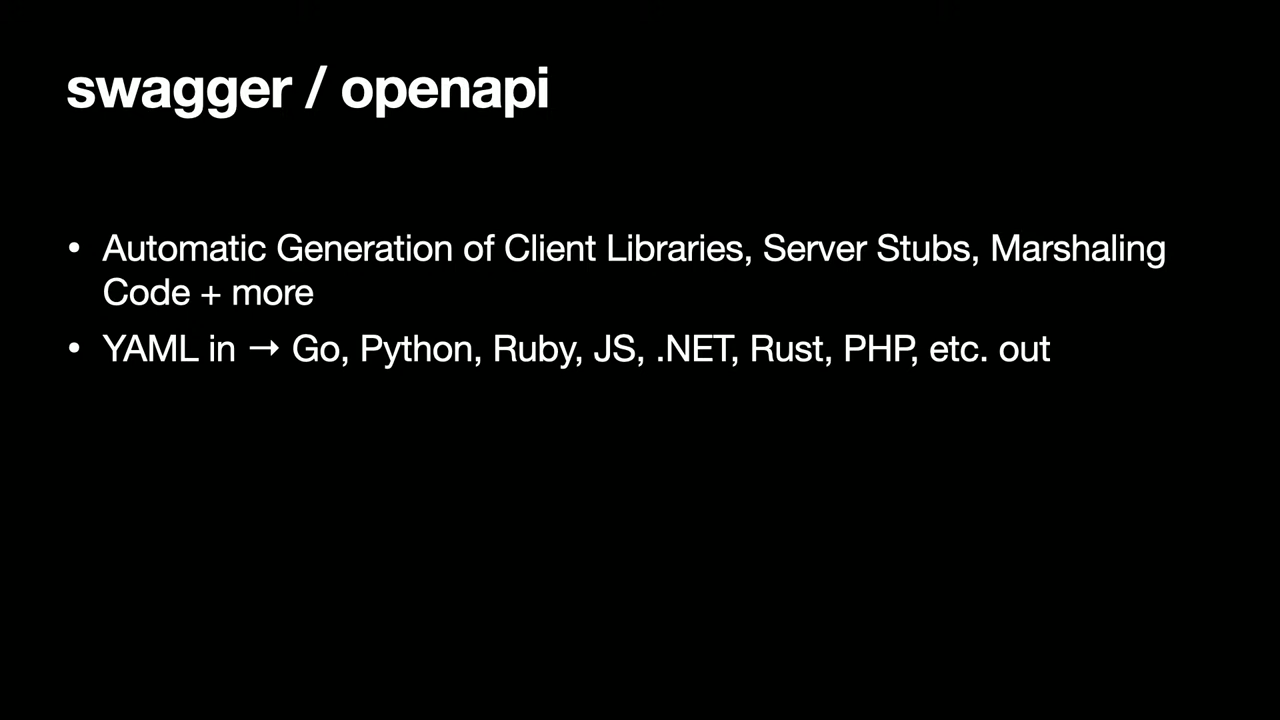 swagger / openapi
• Automatic Generation of Client Libraries, Server Stubs, Marshaling
Code + more
• YAML in → Go, Python, Ruby, JS, .NET, Rust, PHP, etc. out